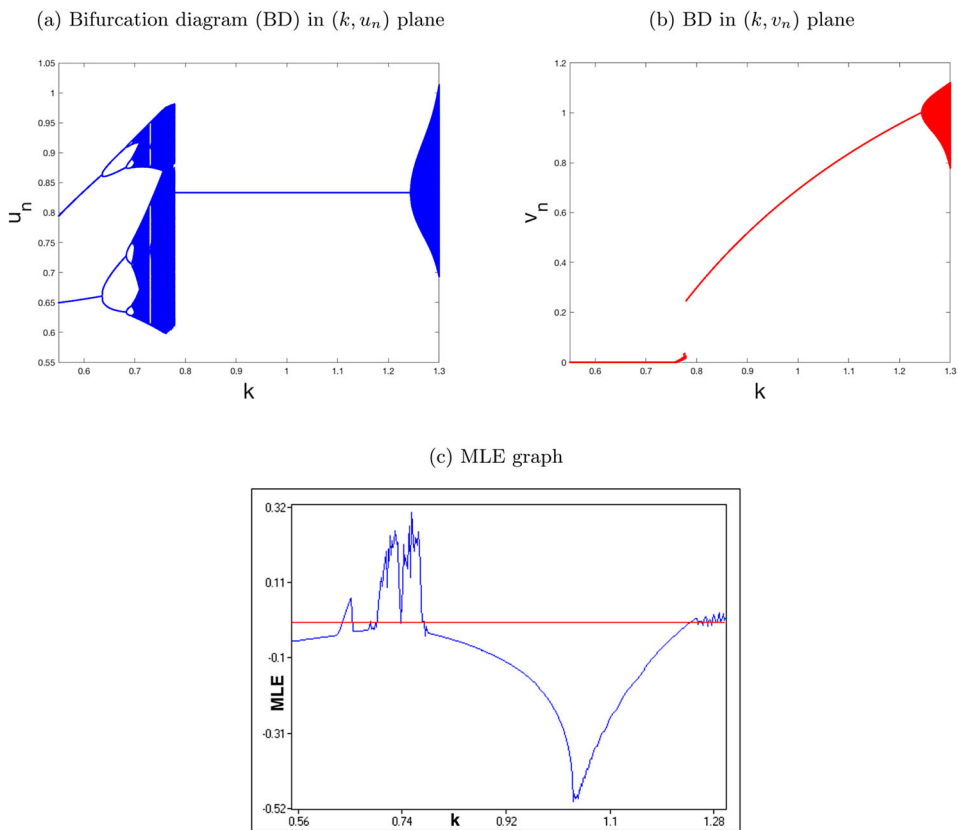 (a) Bifurcation diagram (BD) in (k, u_n) plane
(b) BD in (k, v_n) plane
1.05
1
0.95
0.9
0.85
0.8
0.75
0.7
0.65
0.6
0.55
u_n
0.6 0.7 0.8 0.9 1 1.1 1.2 1.3
k
1.2
1
0.8
0.6
0.4
0.2
0
v_n
0.6 0.7 0.8 0.9 1 1.1 1.2 1.3
k
(c) MLE graph
0.32
0.11
-0.1
-0.31
-0.52
MLE
0.56 0.74 0.92 1.1 1.28
k